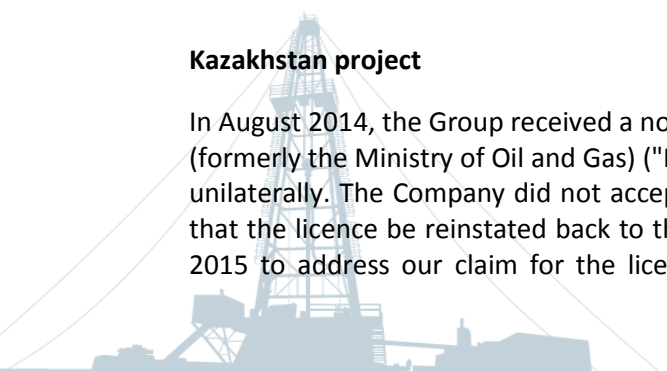 Kazakhstan project
In August 2014, the Group received a no
(formerly the Ministry of Oil and Gas) ("
unilaterally. The Company did not accep
that the licence be reinstated back to th
2015 to address our claim for the lice